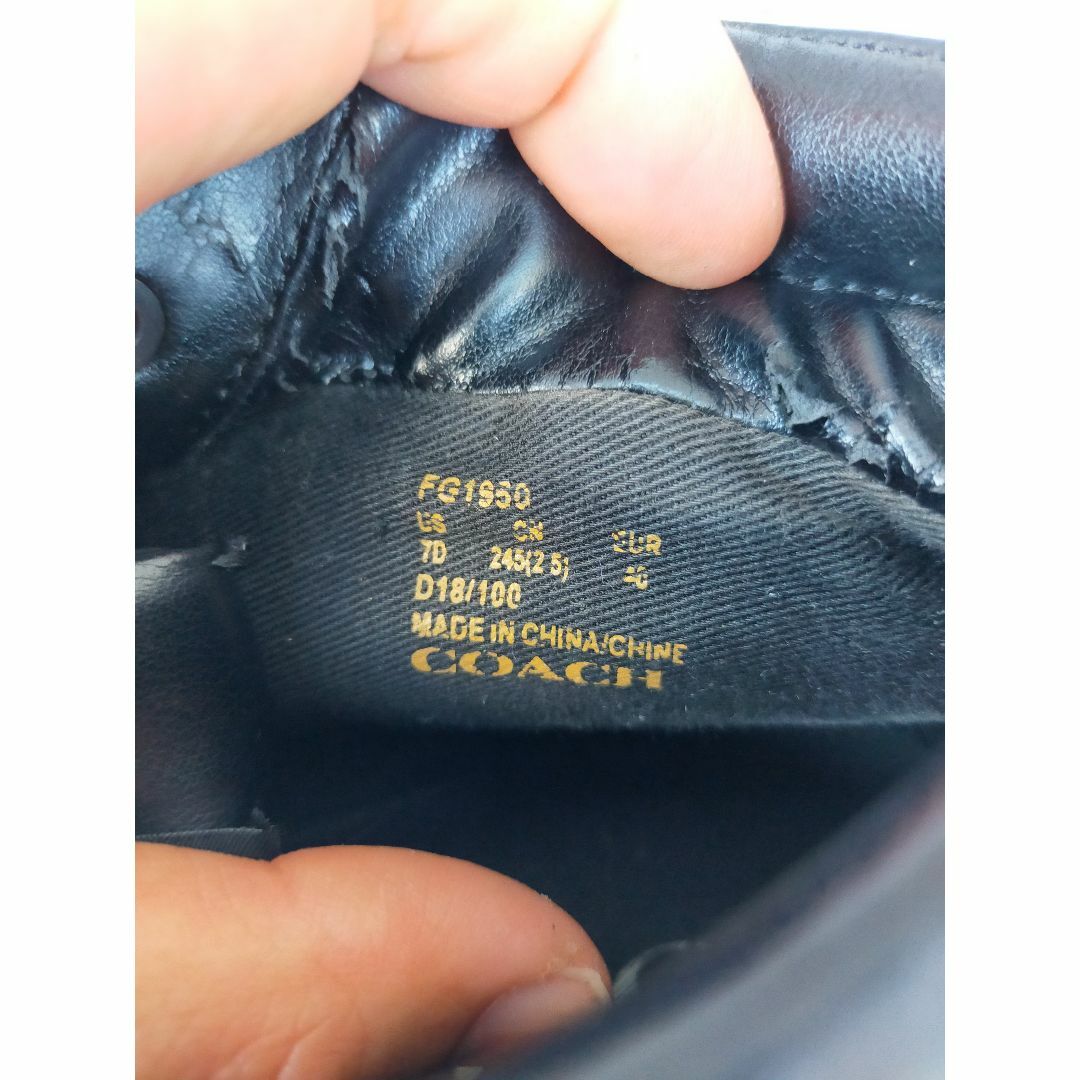 FG1950
US CN EUR
7D 245(2.5) 40
D18/100
MADE IN CHINA/CHINE
COACH